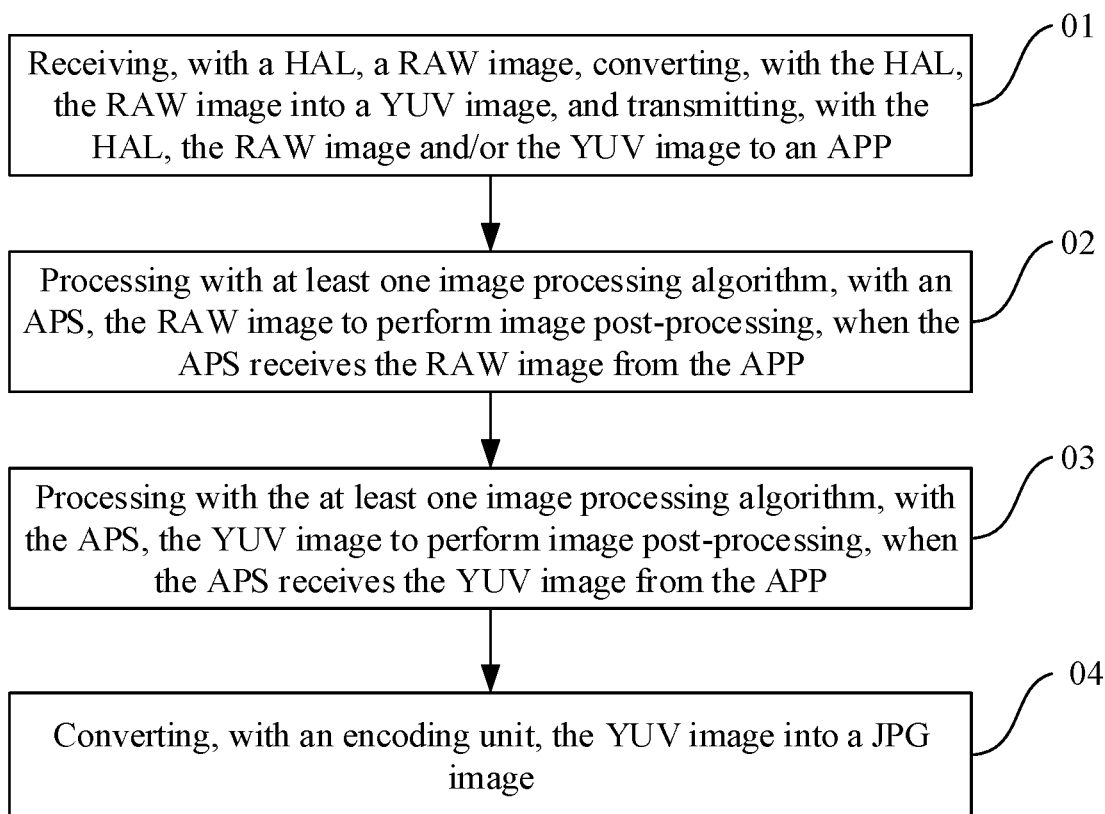 01
Receiving, with a HAL, a RAW image, converting, with the HAL,
the RAW image into a YUV image, and transmitting, with the
HAL, the RAW image and/or the YUV image to an APP
02
Processing with at least one image processing algorithm, with an
APS, the RAW image to perform image post-processing, when the
APS receives the RAW image from the APP
03
Processing with the at least one image processing algorithm, with
the APS, the YUV image to perform image post-processing, when
the APS receives the YUV image from the APP
04
Converting, with an encoding unit, the YUV image into a JPG
image